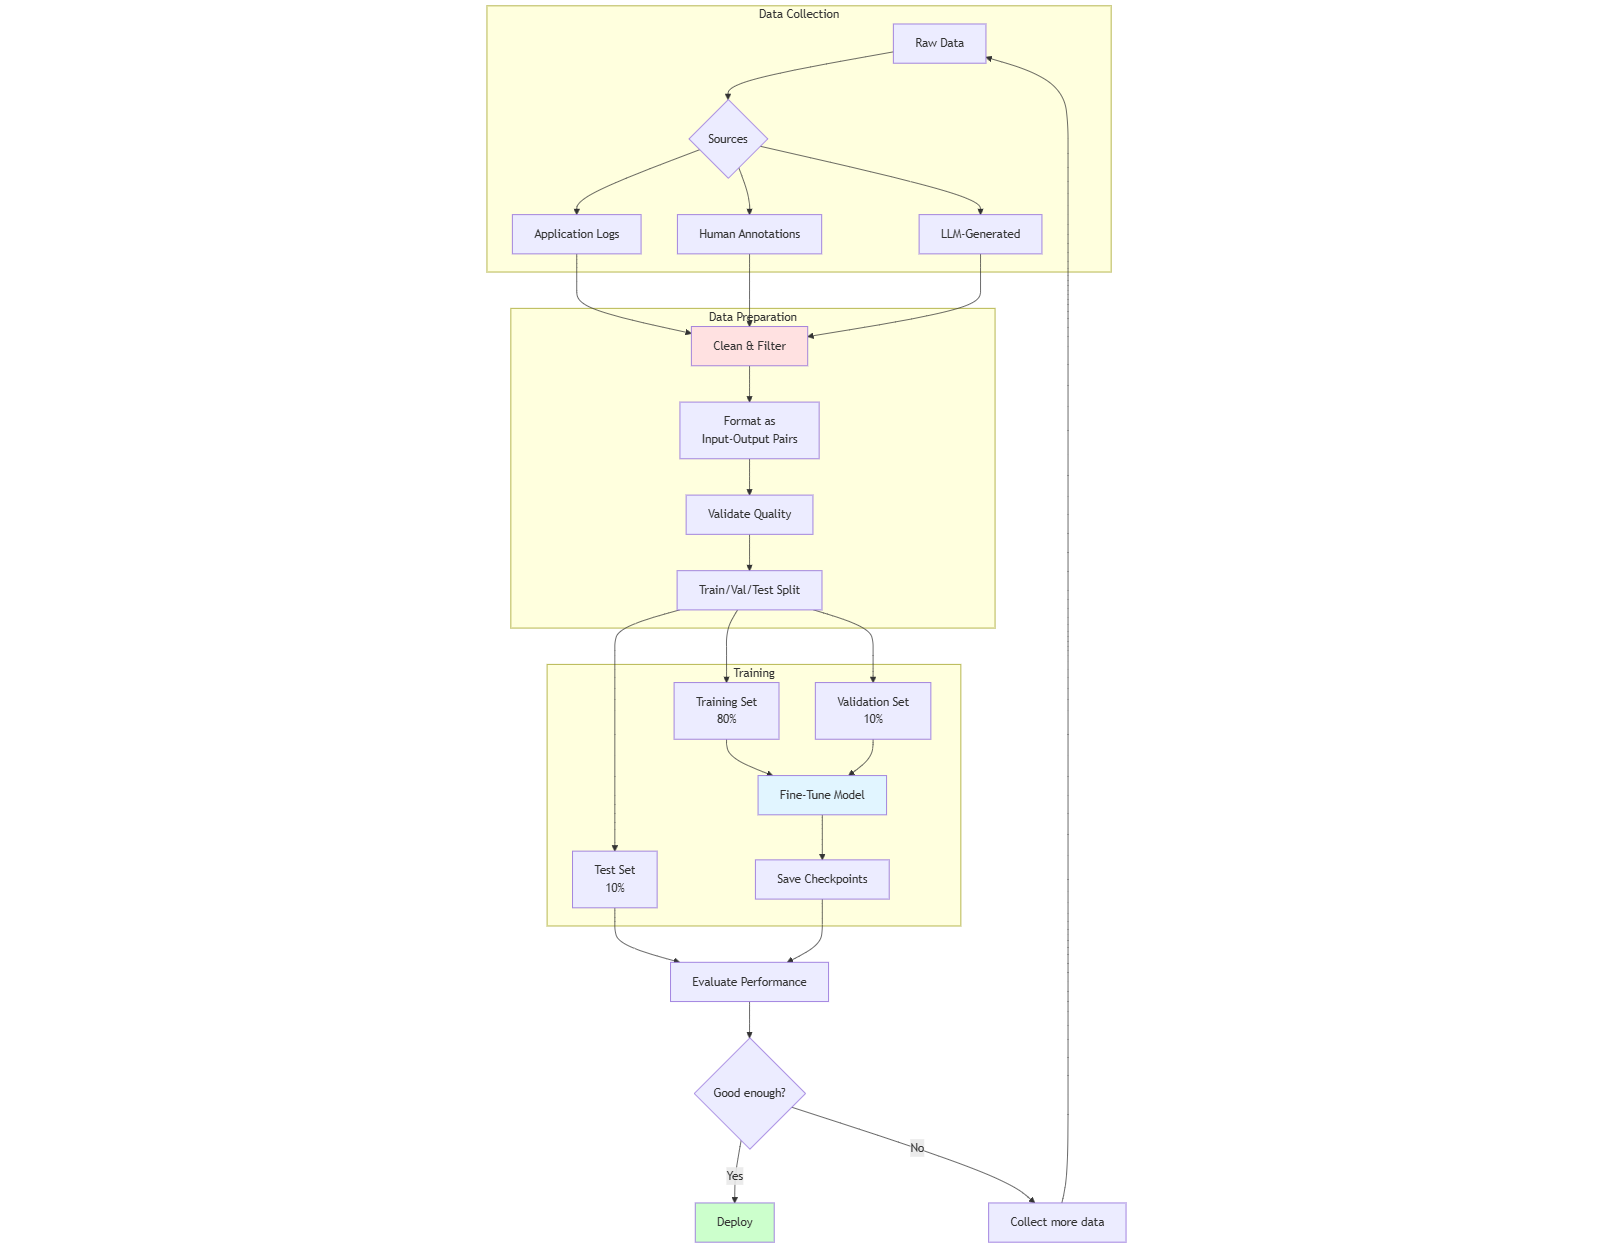 Data Collection
Raw Data
Sources
Application Logs
Human Annotations
LLM-Generated
Data Preparation
Clean & Filter
Format as
Input-Output Pairs
Validate Quality
Train/Val/Test Split
Training
Training Set
80%
Validation Set
10%
Fine-Tune Model
Test Set
10%
Save Checkpoints
Evaluate Performance
Good enough?
No
Yes
Deploy
Collect more data